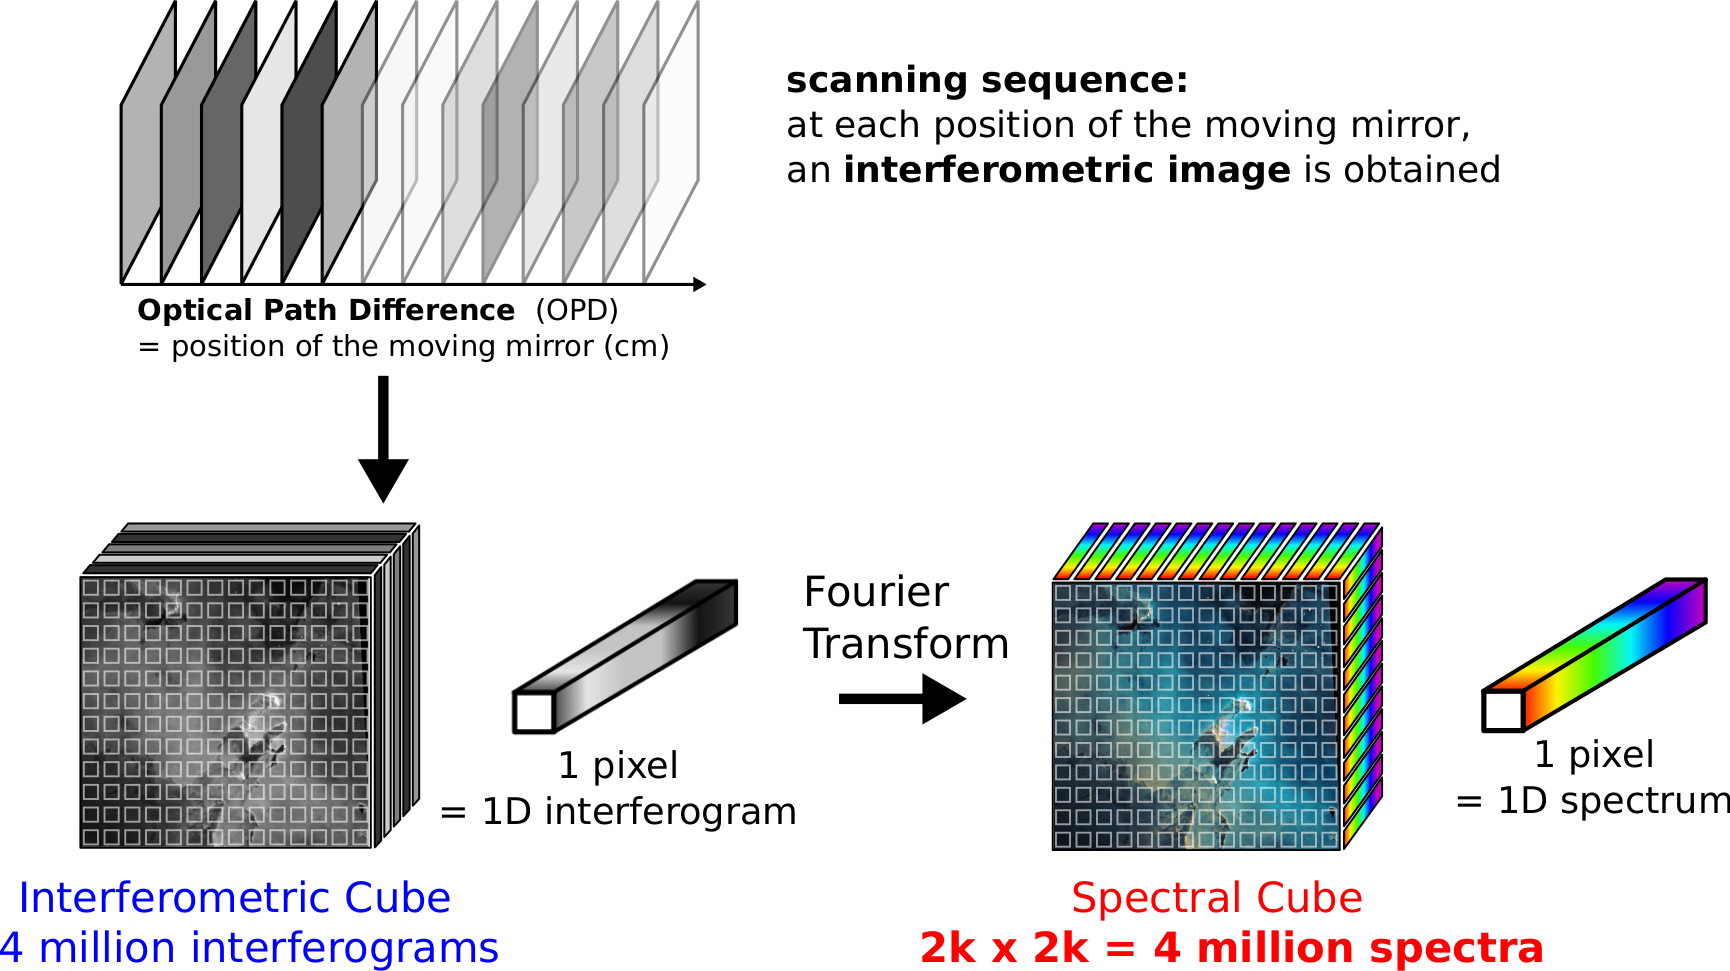 scanning sequence:
at each position of the moving mirror,
an interferometric image is obtained
Optical Path Difference (OPD)
= position of the moving mirror (cm)
Fourier
Transform
1 pixel
= 1D interferogram
1 pixel
= 1D spectrum
Interferometric Cube
4 million interferograms
Spectral Cube
2k x 2k = 4 million spectra